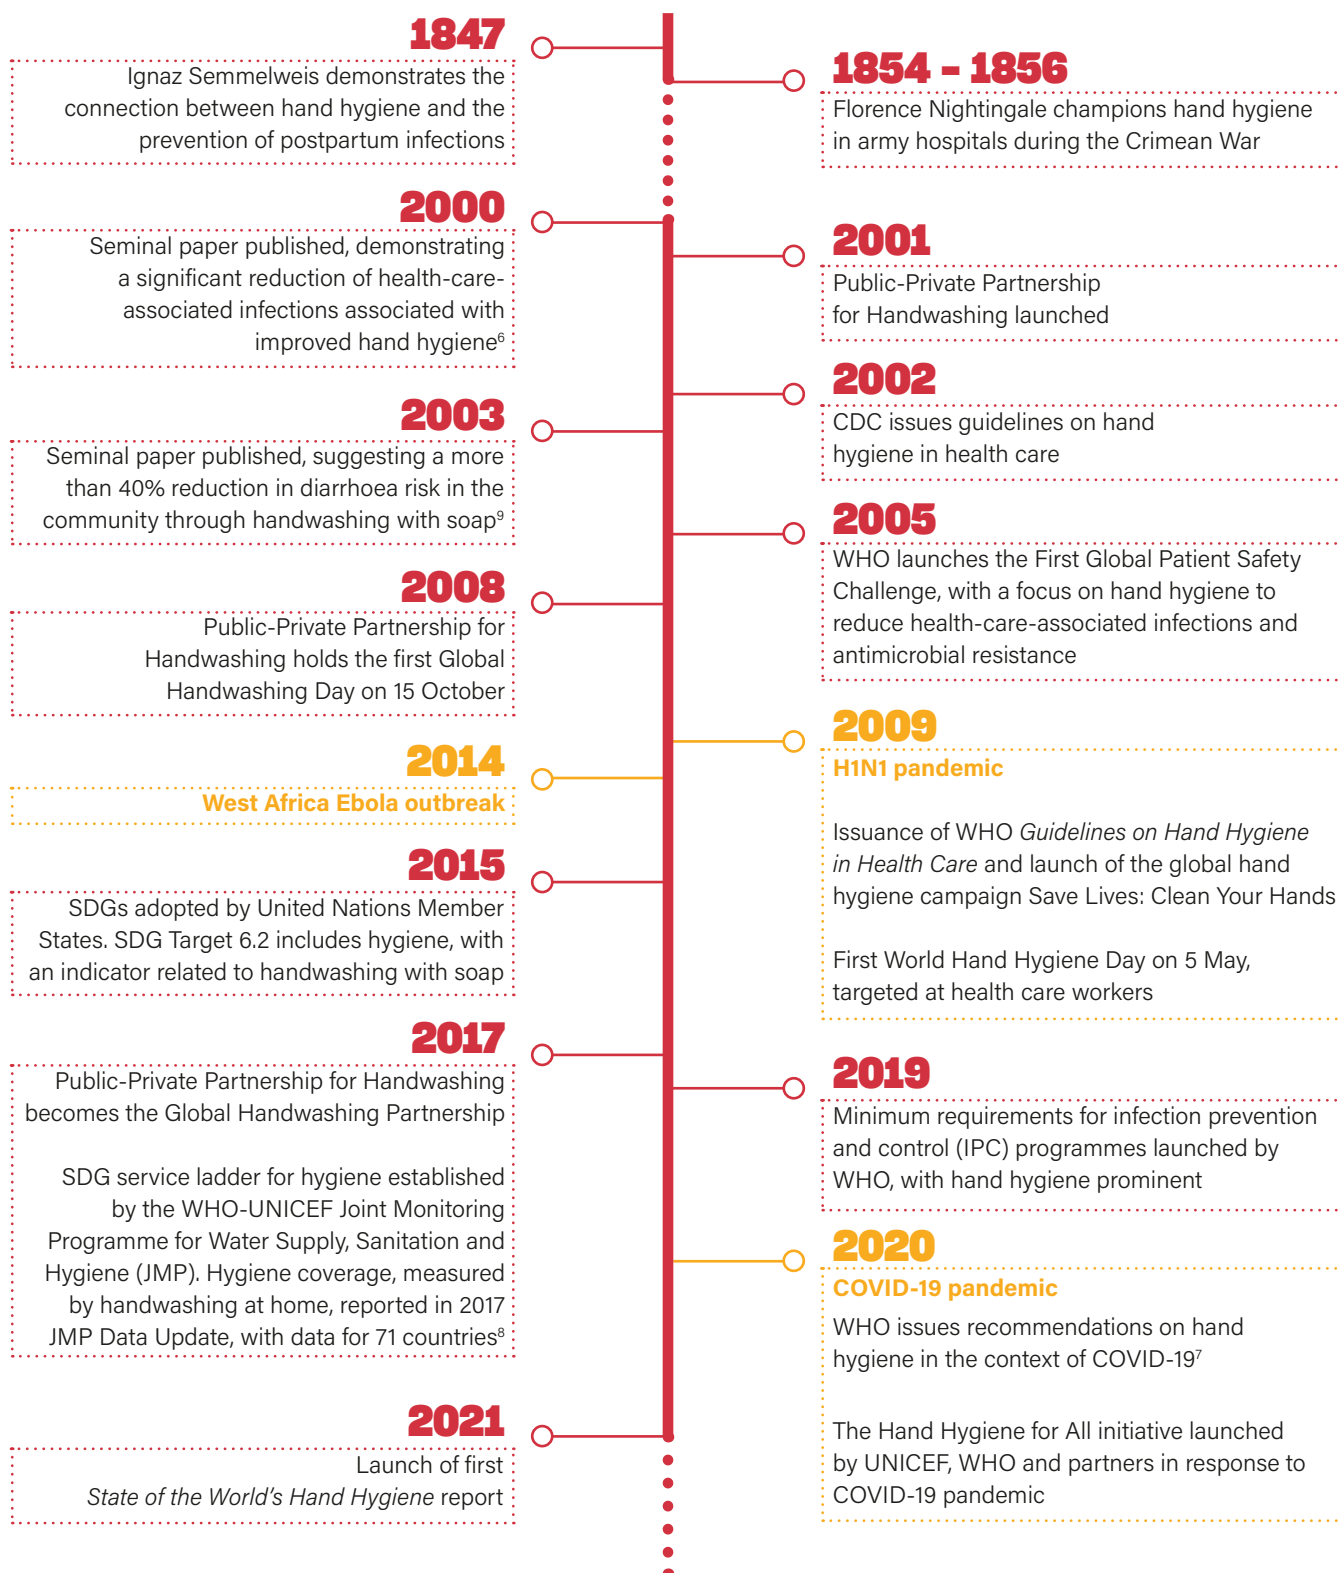 1847
Ignaz Semmelweis demonstrates the
connection between hand hygiene and the
prevention of postpartum infections
1854 – 1856
Florence Nightingale champions hand hygiene
in army hospitals during the Crimean War
2000
Seminal paper published, demonstrating
a significant reduction of health-care-
associated infections associated with
improved hand hygiene⁶
2001
Public-Private Partnership
for Handwashing launched
2002
CDC issues guidelines on hand
hygiene in health care
2003
Seminal paper published, suggesting a more
than 40% reduction in diarrhoea risk in the
community through handwashing with soap⁹
2005
WHO launches the First Global Patient Safety
Challenge, with a focus on hand hygiene to
reduce health-care-associated infections and
antimicrobial resistance
2008
Public-Private Partnership for
Handwashing holds the first Global
Handwashing Day on 15 October
2009
H1N1 pandemic
Issuance of WHO Guidelines on Hand Hygiene
in Health Care and launch of the global hand
hygiene campaign Save Lives: Clean Your Hands
First World Hand Hygiene Day on 5 May,
targeted at health care workers
2014
West Africa Ebola outbreak
2015
SDGs adopted by United Nations Member
States. SDG Target 6.2 includes hygiene, with
an indicator related to handwashing with soap
2017
Public-Private Partnership for Handwashing
becomes the Global Handwashing Partnership
SDG service ladder for hygiene established
by the WHO-UNICEF Joint Monitoring
Programme for Water Supply, Sanitation and
Hygiene (JMP). Hygiene coverage, measured
by handwashing at home, reported in 2017
JMP Data Update, with data for 71 countries⁸
2019
Minimum requirements for infection prevention
and control (IPC) programmes launched by
WHO, with hand hygiene prominent
2020
COVID-19 pandemic
WHO issues recommendations on hand
hygiene in the context of COVID-19⁷
The Hand Hygiene for All initiative launched
by UNICEF, WHO and partners in response to
COVID-19 pandemic
2021
Launch of first
State of the World's Hand Hygiene report